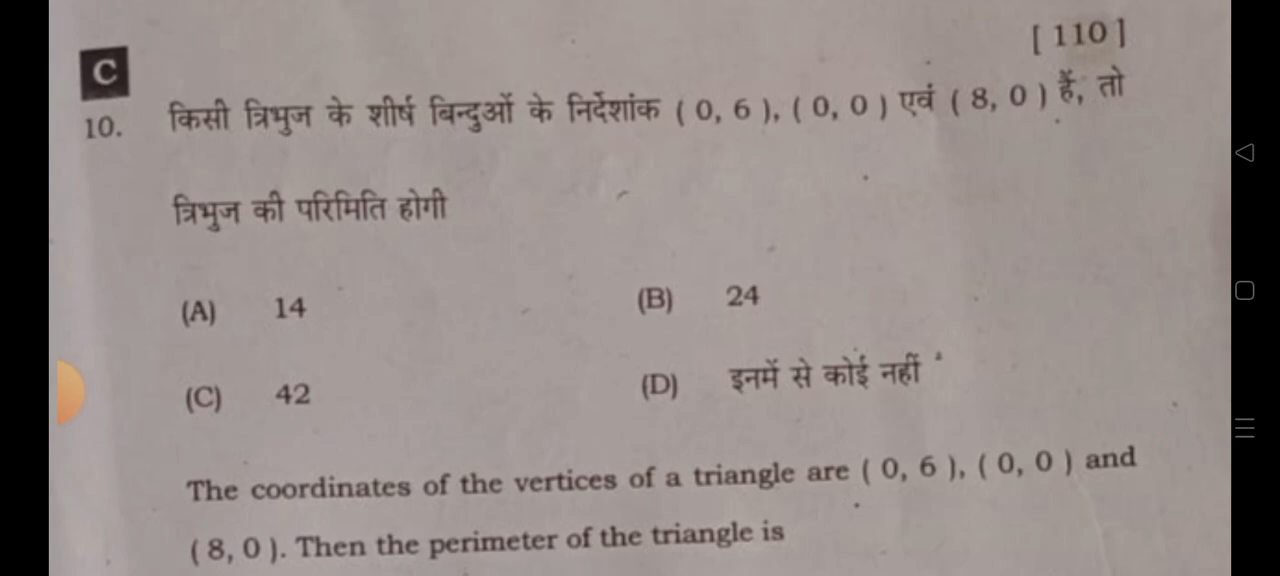 [ 110 ]
C
10. किसी त्रिभुज के शीर्ष बिन्दुओं के निर्देशांक ( 0, 6 ), ( 0, 0 ) एवं ( 8, 0 ) हैं, तो
त्रिभुज की परिमिति होगी
(A) 14 (B) 24
(C) 42 (D) इनमें से कोई नहीं
The coordinates of the vertices of a triangle are ( 0, 6 ), ( 0, 0 ) and
( 8, 0 ). Then the perimeter of the triangle is